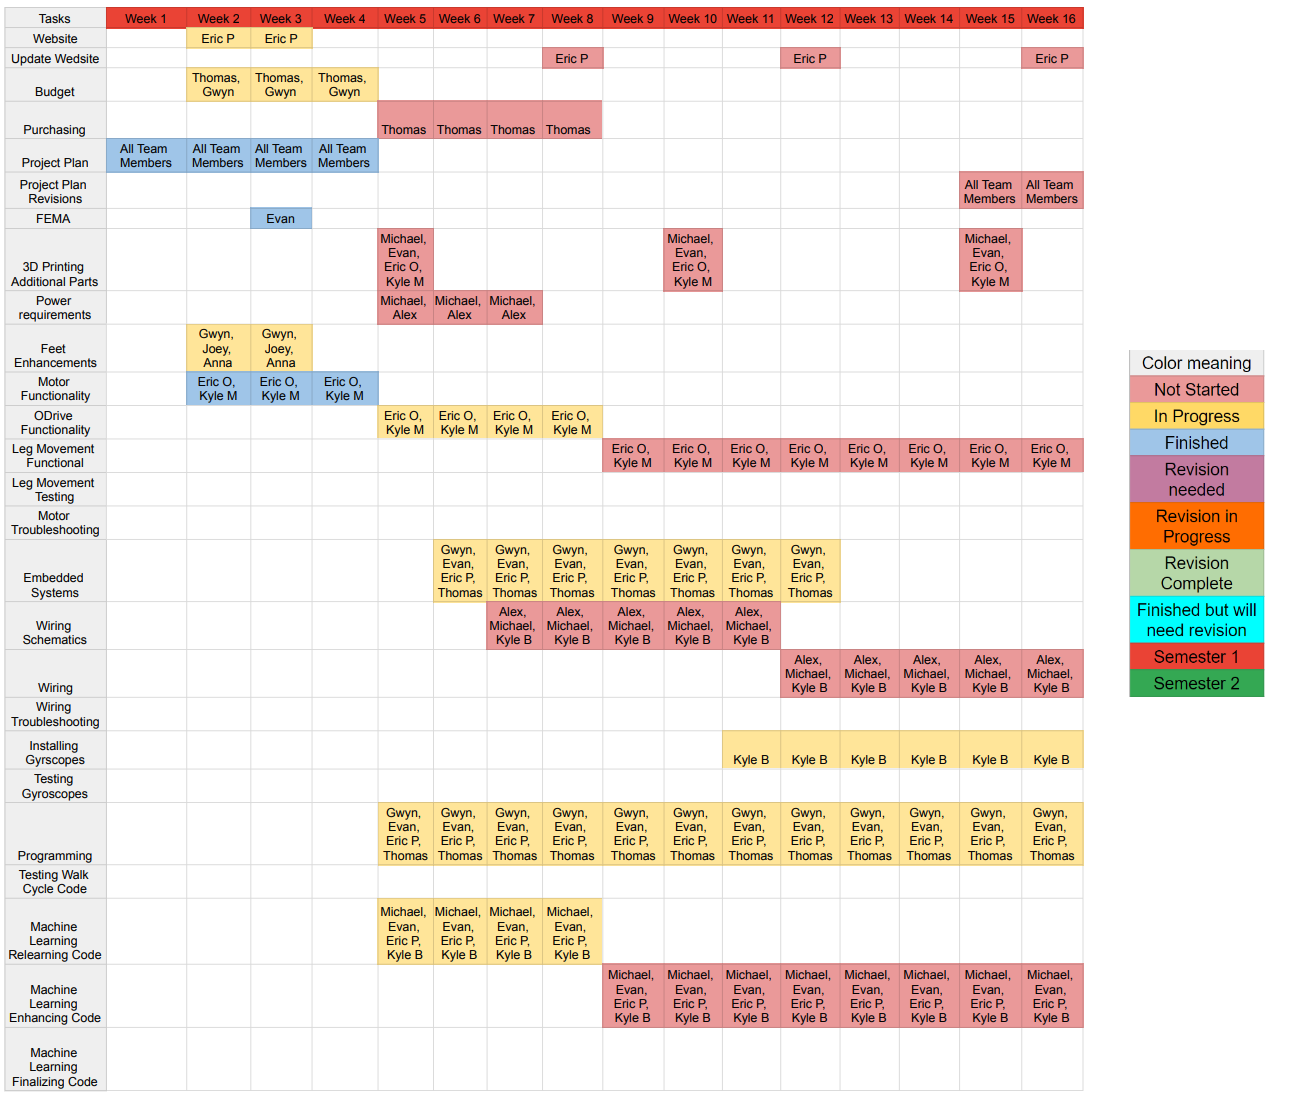 Tasks Week 1 Week 2 Week 3 Week 4 Week 5 Week 6 Week 7 Week 8 Week 9 Week 10 Week 11 Week 12 Week 13 Week 14 Week 15 Week 16
Website Eric P Eric P
Update Wedsite Eric P Eric P Eric P
Thomas, Thomas, Thomas,
Budget Gwyn Gwyn Gwyn
Purchasing Thomas Thomas Thomas Thomas
All Team All Team All Team All Team
Project Plan Members Members Members Members
Project Plan All Team All Team
Revisions Members Members
FEMA Evan
Michael, Michael, Michael,
Evan, Evan, Evan,
3D Printing Eric O, Eric O, Eric O,
Additional Parts Kyle M Kyle M Kyle M
Power Michael, Michael, Michael,
requirements Alex Alex Alex
Gwyn, Gwyn,
Feet Joey, Joey,
Enhancements Anna Anna
Motor Eric O, Eric O, Eric O,
Functionality Kyle M Kyle M Kyle M
ODrive Eric O, Eric O, Eric O, Eric O,
Functionality Kyle M Kyle M Kyle M Kyle M
Leg Movement Eric O, Eric O, Eric O, Eric O, Eric O, Eric O, Eric O, Eric O,
Functional Kyle M Kyle M Kyle M Kyle M Kyle M Kyle M Kyle M Kyle M
Leg Movement
Testing
Motor
Troubleshooting
Gwyn, Gwyn, Gwyn, Gwyn, Gwyn, Gwyn, Gwyn,
Evan, Evan, Evan, Evan, Evan, Evan, Evan,
Embedded Eric P, Eric P, Eric P, Eric P, Eric P, Eric P, Eric P,
Systems Thomas Thomas Thomas Thomas Thomas Thomas Thomas
Alex, Alex, Alex, Alex, Alex,
Wiring Michael, Michael, Michael, Michael, Michael,
Schematics Kyle B Kyle B Kyle B Kyle B Kyle B
Alex, Alex, Alex, Alex, Alex,
Michael, Michael, Michael, Michael, Michael,
Wiring Kyle B Kyle B Kyle B Kyle B Kyle B
Wiring
Troubleshooting
Installing
Gyrscopes Kyle B Kyle B Kyle B Kyle B Kyle B Kyle B
Testing
Gyroscopes
Gwyn, Gwyn, Gwyn, Gwyn, Gwyn, Gwyn, Gwyn, Gwyn, Gwyn, Gwyn, Gwyn, Gwyn,
Evan, Evan, Evan, Evan, Evan, Evan, Evan, Evan, Evan, Evan, Evan, Evan,
Eric P, Eric P, Eric P, Eric P, Eric P, Eric P, Eric P, Eric P, Eric P, Eric P, Eric P, Eric P,
Programming Thomas Thomas Thomas Thomas Thomas Thomas Thomas Thomas Thomas Thomas Thomas Thomas
Testing Walk
Cycle Code
Michael, Michael, Michael, Michael,
Machine Evan, Evan, Evan, Evan,
Learning Eric P, Eric P, Eric P, Eric P,
Relearning Code Kyle B Kyle B Kyle B Kyle B
Michael, Michael, Michael, Michael, Michael, Michael, Michael, Michael,
Machine Evan, Evan, Evan, Evan, Evan, Evan, Evan, Evan,
Learning Eric P, Eric P, Eric P, Eric P, Eric P, Eric P, Eric P, Eric P,
Enhancing Code Kyle B Kyle B Kyle B Kyle B Kyle B Kyle B Kyle B Kyle B
Machine
Learning
Finalizing Code
Color meaning
Not Started
In Progress
Finished
Revision
needed
Revision in
Progress
Revision
Complete
Finished but will
need revision
Semester 1
Semester 2